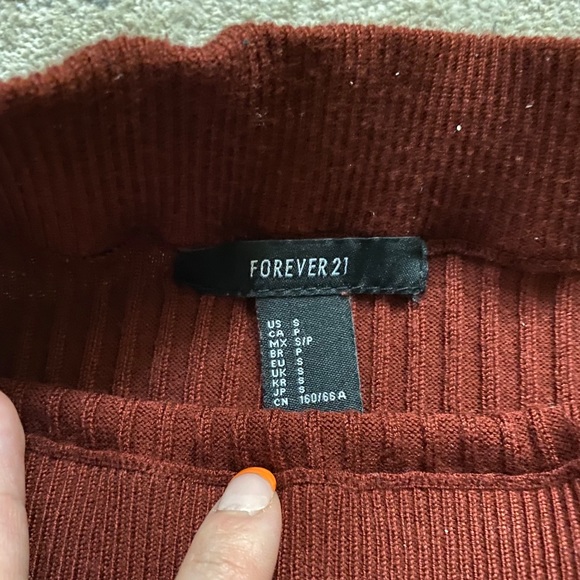 FOREVER 21
US S
CA P
MX S/P
BR P
EU S
UK S
KR S
JP S
CN 160/66A